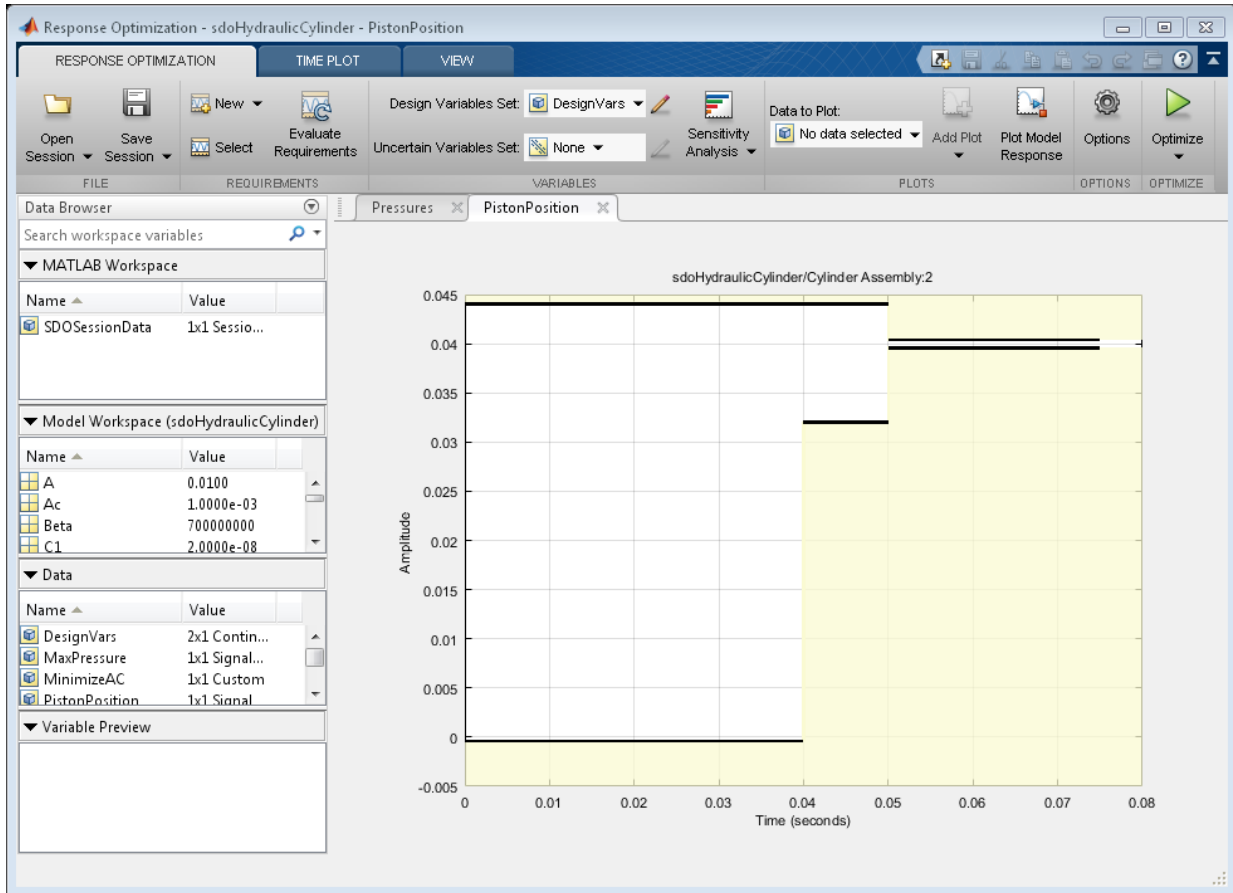 Response Optimization - sdoHydraulicCylinder - PistonPosition
RESPONSE OPTIMIZATION TIME PLOT VIEW
Open Session
Save Session
FILE
New
Select
Evaluate Requirements
REQUIREMENTS
Design Variables Set: DesignVars
Uncertain Variables Set: None
Sensitivity Analysis
VARIABLES
Data to Plot:
No data selected
Add Plot
Plot Model Response
PLOTS
Options
OPTIONS
Optimize
OPTIMIZE
Data Browser
Search workspace variables
MATLAB Workspace
Name Value
SDOSessionData 1x1 Sessio...
Model Workspace (sdoHydraulicCylinder)
Name Value
A 0.0100
Ac 1.0000e-03
Beta 700000000
C1 2.0000e-08
Data
Name Value
DesignVars 2x1 Contin...
MaxPressure 1x1 Signal...
MinimizeAC 1x1 Custom
PistonPosition 1x1 Signal
Variable Preview
Pressures PistonPosition
sdoHydraulicCylinder/Cylinder Assembly:2
0.045
0.04
0.035
0.03
0.025
0.02
0.015
0.01
0.005
0
-0.005
Amplitude
0 0.01 0.02 0.03 0.04 0.05 0.06 0.07 0.08
Time (seconds)